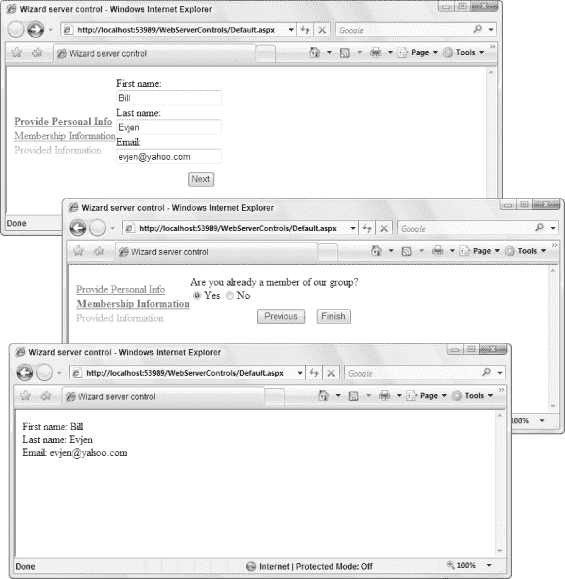 Wizard server control - Windows Internet Explorer
http://localhost:53989/WebServerControls/Default.aspx
Google
Wizard server control
Page
Tools
First name:
Bill
Last name:
Evjen
Email:
evjen@yahoo.com
Provide Personal Info
Membership Information
Provided Information
Next
Done
Wizard server control - Windows Internet Explorer
http://localhost:53989/WebServerControls/Default.aspx
Google
Wizard server control
Page
Tools
Are you already a member of our group?
Yes No
Provide Personal Info
Membership Information
Provided Information
Previous Finish
100%
Wizard server control - Windows Internet Explorer
http://localhost:53989/WebServerControls/Default.aspx
Google
Wizard server control
Page
Tools
First name: Bill
Last name: Evjen
Email: evjen@yahoo.com
Done
Internet | Protected Mode: Off
100%